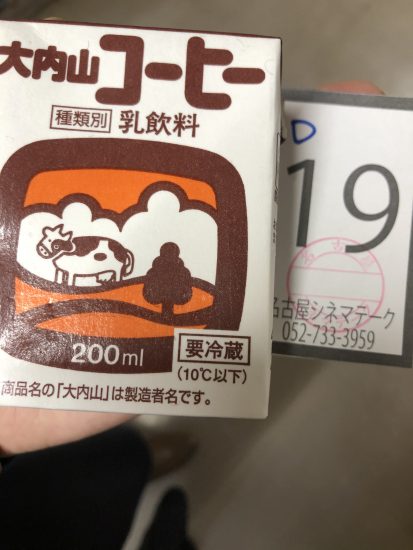 大内山コーヒー
種類別 乳飲料
200ml
要冷蔵
(10℃以下)
商品名の「大内山」は製造者名です。
D
19
名古屋シネマテーク
052-733-3959